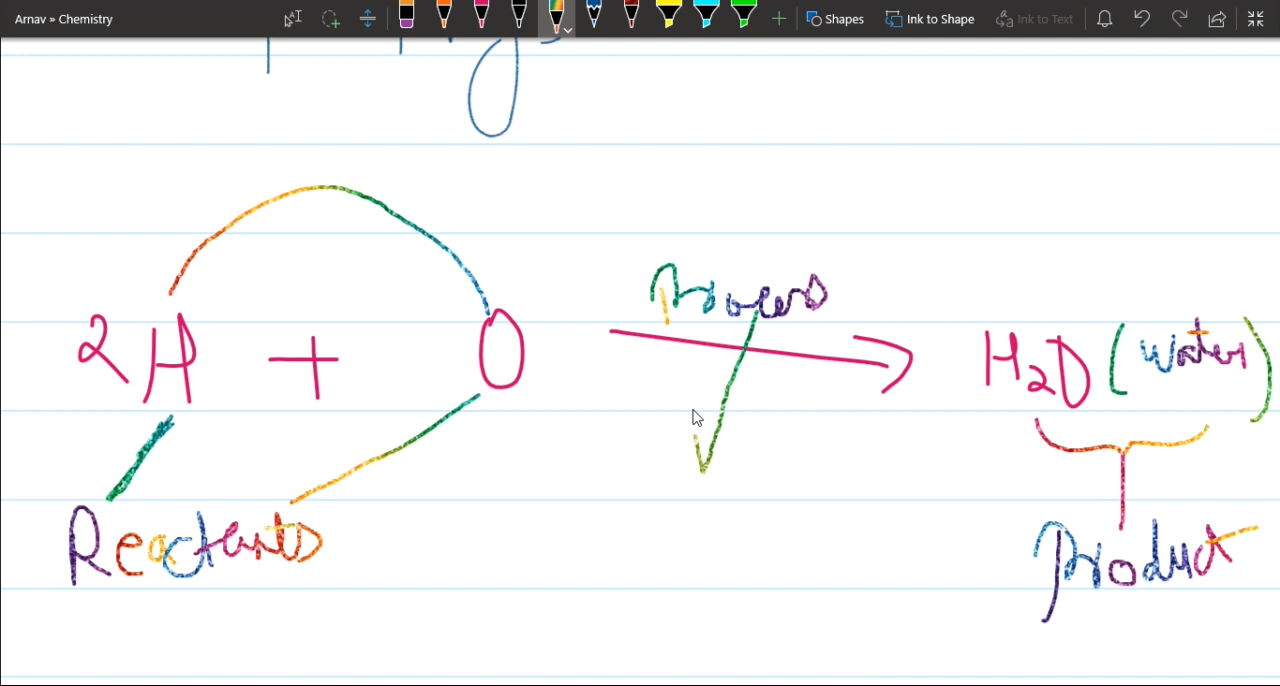 Arnav » Chemistry
Shapes
Ink to Shape
Ink to Text
Process
2H + O → H2O (Water)
Reactants
Product